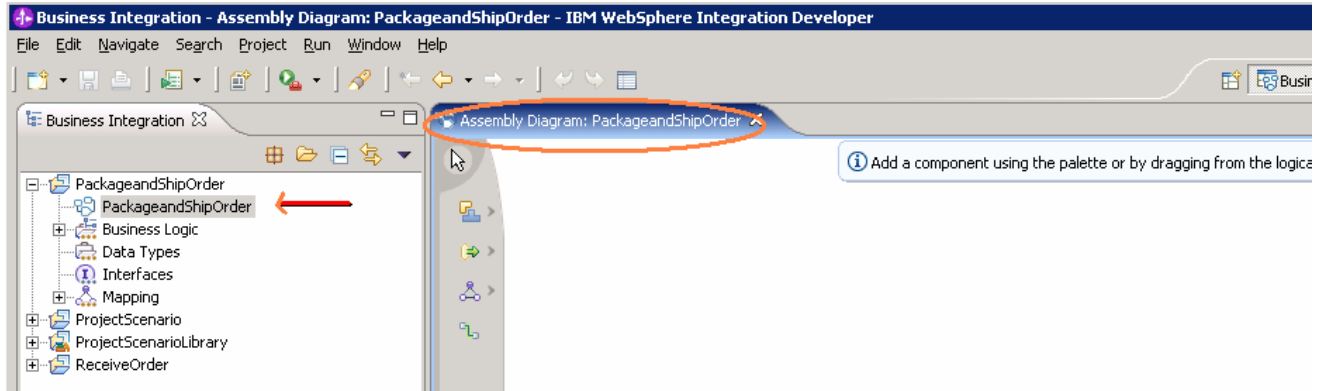 Business Integration - Assembly Diagram: PackageandShipOrder - IBM WebSphere Integration Developer
File Edit Navigate Search Project Run Window Help
Busin
Business Integration
Assembly Diagram: PackageandShipOrder
Add a component using the palette or by dragging from the logica
PackageandShipOrder
PackageandShipOrder
Business Logic
Data Types
Interfaces
Mapping
ProjectScenario
ProjectScenarioLibrary
ReceiveOrder